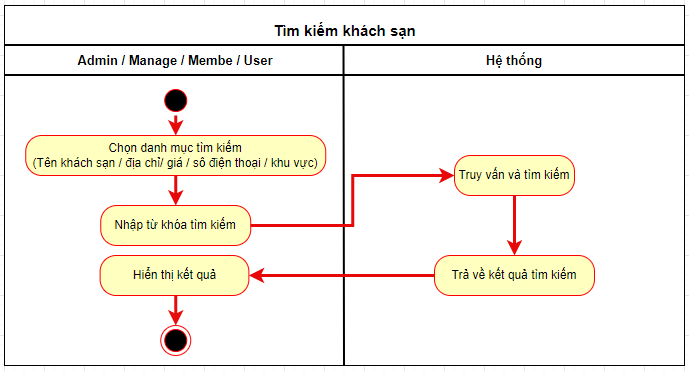 Tìm kiếm khách sạn
Admin / Manage / Membe / User
Hệ thống
Chọn danh mục tìm kiếm
(Tên khách sạn / địa chỉ/ giá / số điện thoại / khu vực)
Truy vấn và tìm kiếm
Nhập từ khóa tìm kiếm
Hiển thị kết quả
Trả về kết quả tìm kiếm